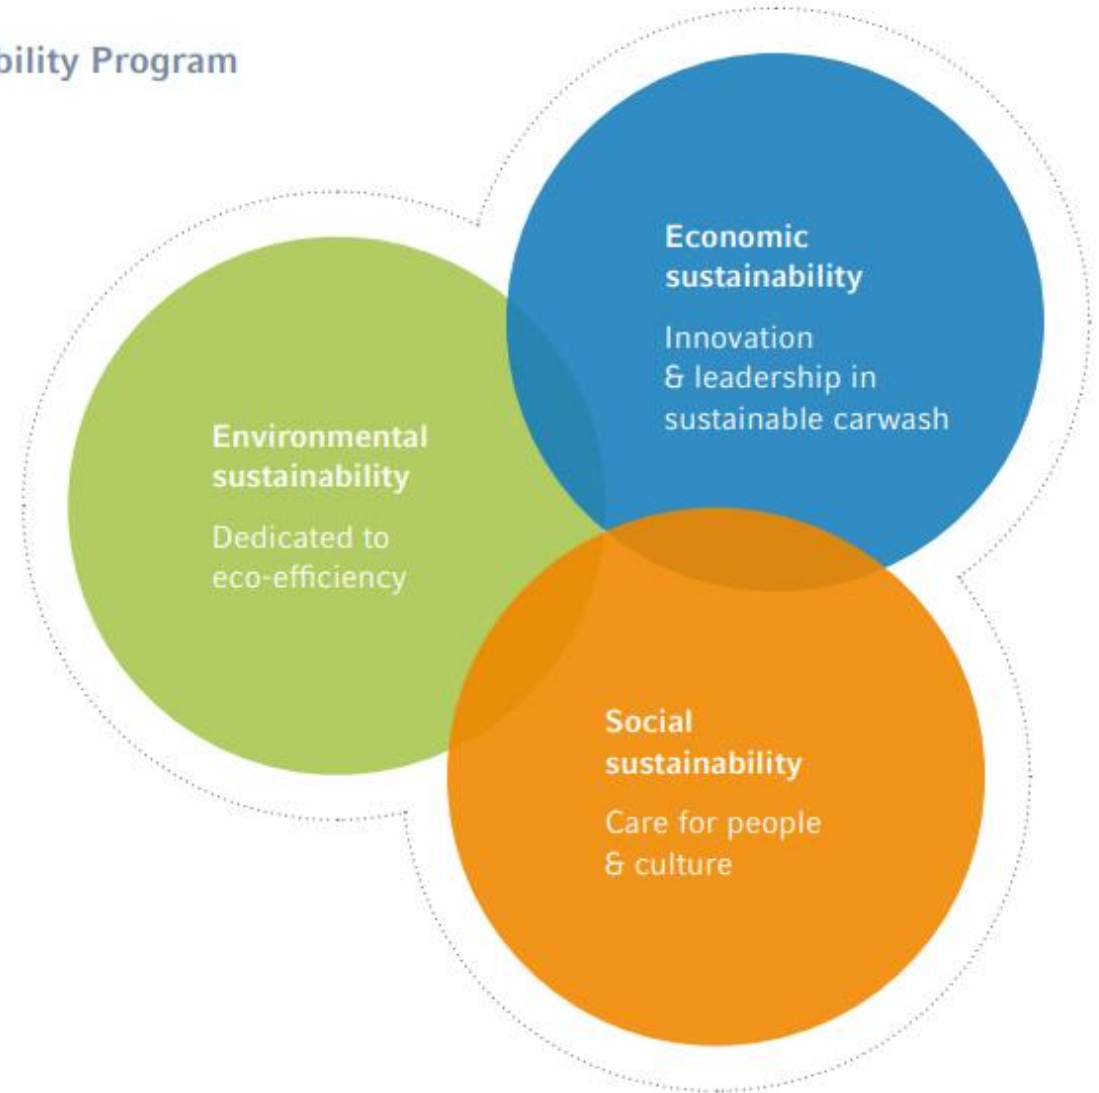 bility Program
Economic
sustainability
Innovation
& leadership in
sustainable carwash
Environmental
sustainability
Dedicated to
eco-efficiency
Social
sustainability
Care for people
& culture